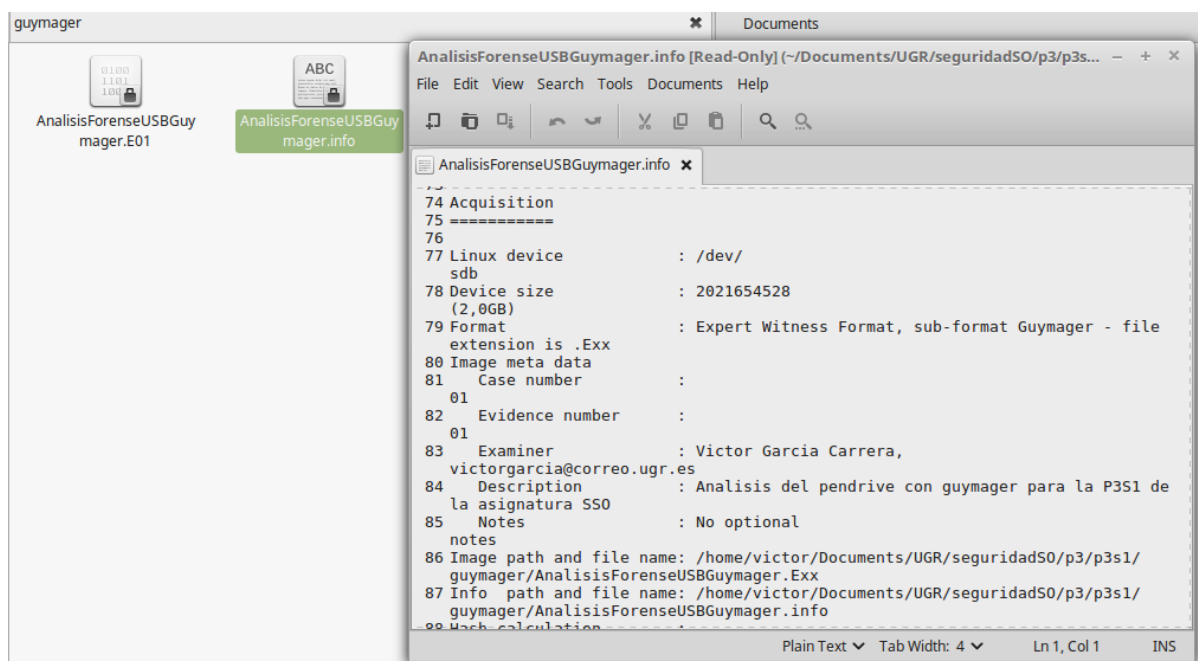 guymager
Documents
0100
1101
100
AnalisisForenseUSBGuy
mager.E01
ABC
AnalisisForenseUSBGuy
mager.info
AnalisisForenseUSBGuymager.info [Read-Only] (~/Documents/UGR/seguridadSO/p3/p3s...
File Edit View Search Tools Documents Help
AnalisisForenseUSBGuymager.info
74 Acquisition
75 ===========
76
77 Linux device : /dev/
sdb
78 Device size : 2021654528
(2,0GB)
79 Format : Expert Witness Format, sub-format Guymager - file
extension is .Exx
80 Image meta data
81 Case number :
01
82 Evidence number :
01
83 Examiner : Victor Garcia Carrera,
victorgarcia@correo.ugr.es
84 Description : Analisis del pendrive con guymager para la P3S1 de
la asignatura SSO
85 Notes : No optional
notes
86 Image path and file name: /home/victor/Documents/UGR/seguridadSO/p3/p3s1/
guymager/AnalisisForenseUSBGuymager.Exx
87 Info path and file name: /home/victor/Documents/UGR/seguridadSO/p3/p3s1/
guymager/AnalisisForenseUSBGuymager.info
88 Hash calculation :
Plain Text Tab Width: 4 Ln 1, Col 1 INS